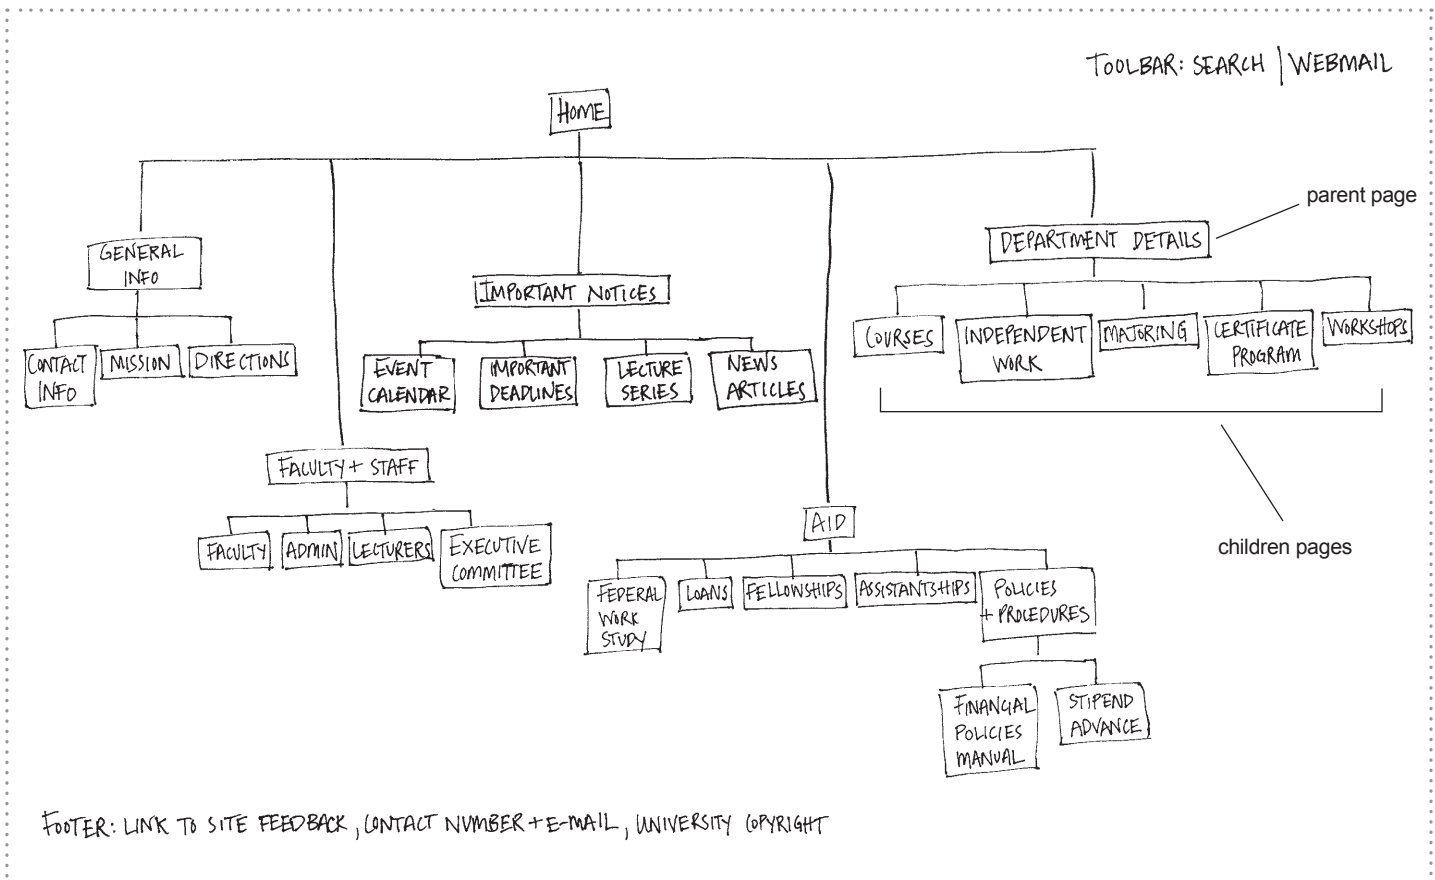 TOOLBAR: SEARCH | WEBMAIL
HOME
parent page
GENERAL
INFO
DEPARTMENT DETAILS
IMPORTANT NOTICES
COURSES
INDEPENDENT
WORK
MAJORING
CERTIFICATE
PROGRAM
WORKSHOPS
CONTACT
INFO
MISSION
DIRECTIONS
EVENT
CALENDAR
IMPORTANT
DEADLINES
LECTURE
SERIES
NEWS
ARTICLES
FACULTY + STAFF
AID
children pages
FACULTY
ADMIN
LECTURERS
EXECUTIVE
COMMITTEE
FEDERAL
WORK
STUDY
LOANS
FELLOWSHIPS
ASSISTANTSHIPS
POLICIES
+ PROCEDURES
FINANCIAL
POLICIES
MANUAL
STIPEND
ADVANCE
FOOTER: LINK TO SITE FEEDBACK, CONTACT NUMBER + E-MAIL, UNIVERSITY COPYRIGHT